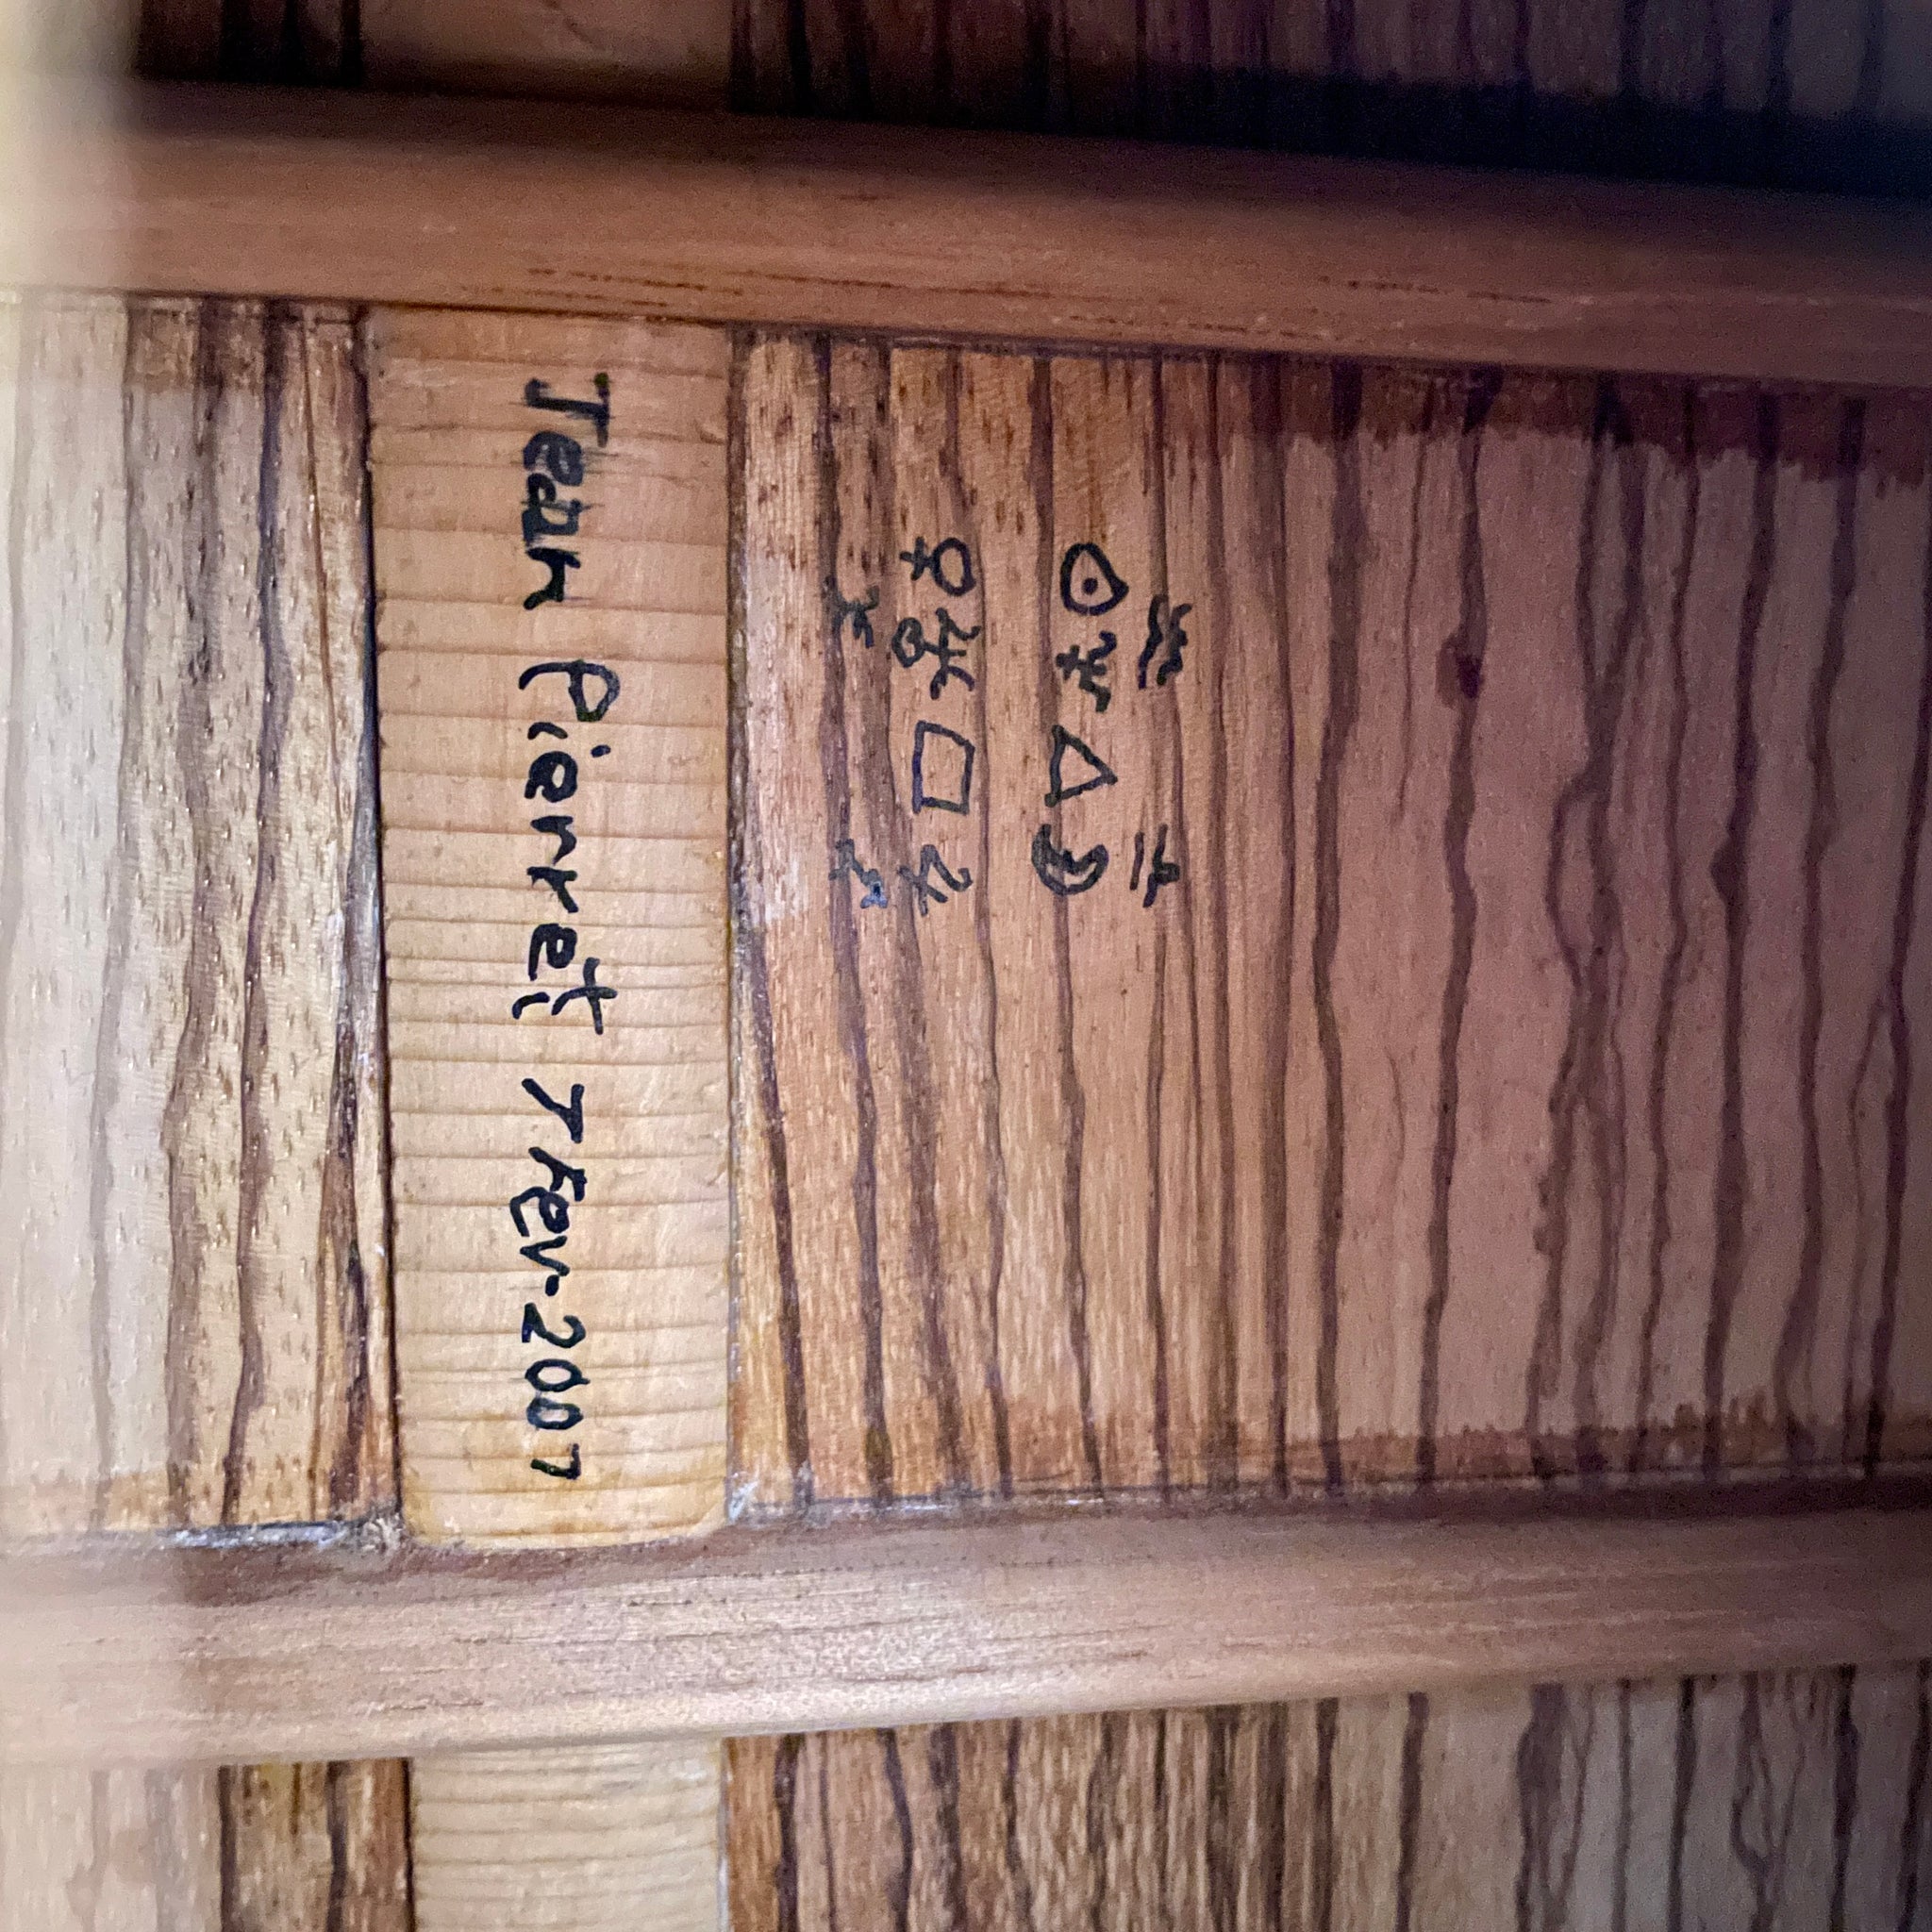 ♒ ♎
☉♆△☽
♀♅□♃
♓ ♐
Jean Pierret 7 Fev-2007